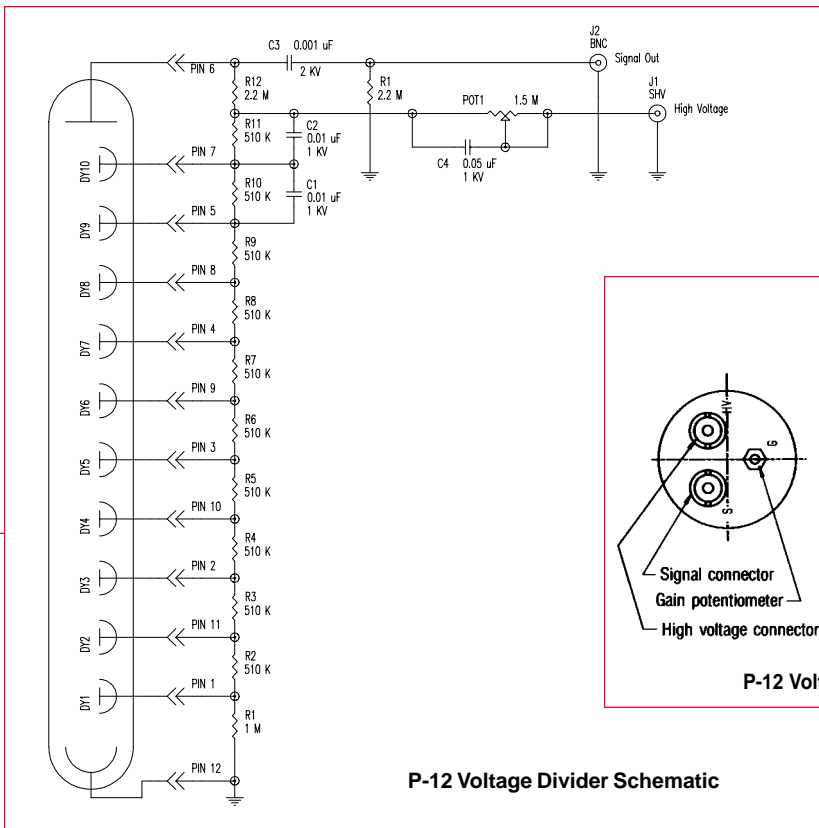 C3 0.001 uF
2 KV
J2
BNC
Signal Out
PIN 6
R12
2.2 M
R1
2.2 M
POT1 1.5 M
J1
SHV
High Voltage
R11
510 K
C2
0.01 uF
1 KV
C4 0.05 uF
1 KV
DY10
PIN 7
R10
510 K
C1
0.01 uF
1 KV
DY9
PIN 5
R9
510 K
DY8
PIN 8
R8
510 K
DY7
PIN 4
R7
510 K
DY6
PIN 9
R6
510 K
DY5
PIN 3
R5
510 K
DY4
PIN 10
R4
510 K
DY3
PIN 2
R3
510 K
DY2
PIN 11
R2
510 K
DY1
PIN 1
R1
1 M
PIN 12
P-12 Voltage Divider Schematic
HV
G
S
Signal connector
Gain potentiometer
High voltage connector
P-12 Volt